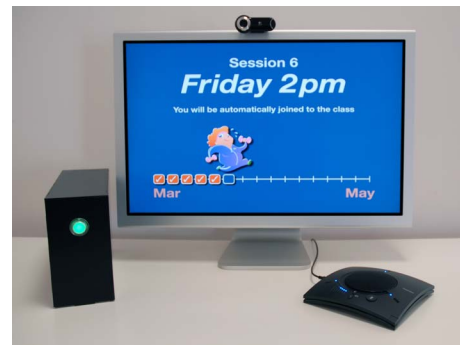 Session 6
Friday 2pm
You will be automatically joined to the class
Mar May